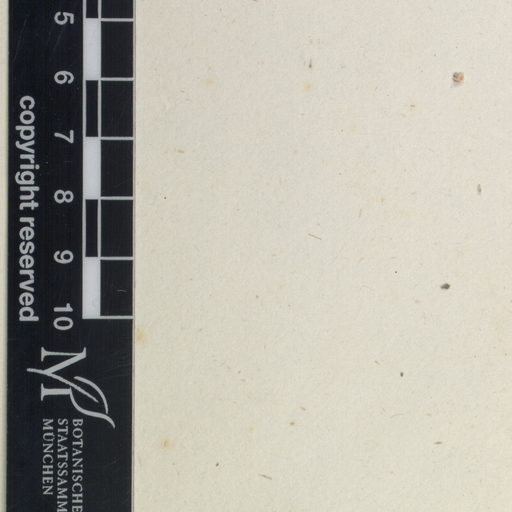 5
6
7
8
9
10
copyright reserved
BOTANISCHE
STAATSSAMM
MÜNCHEN